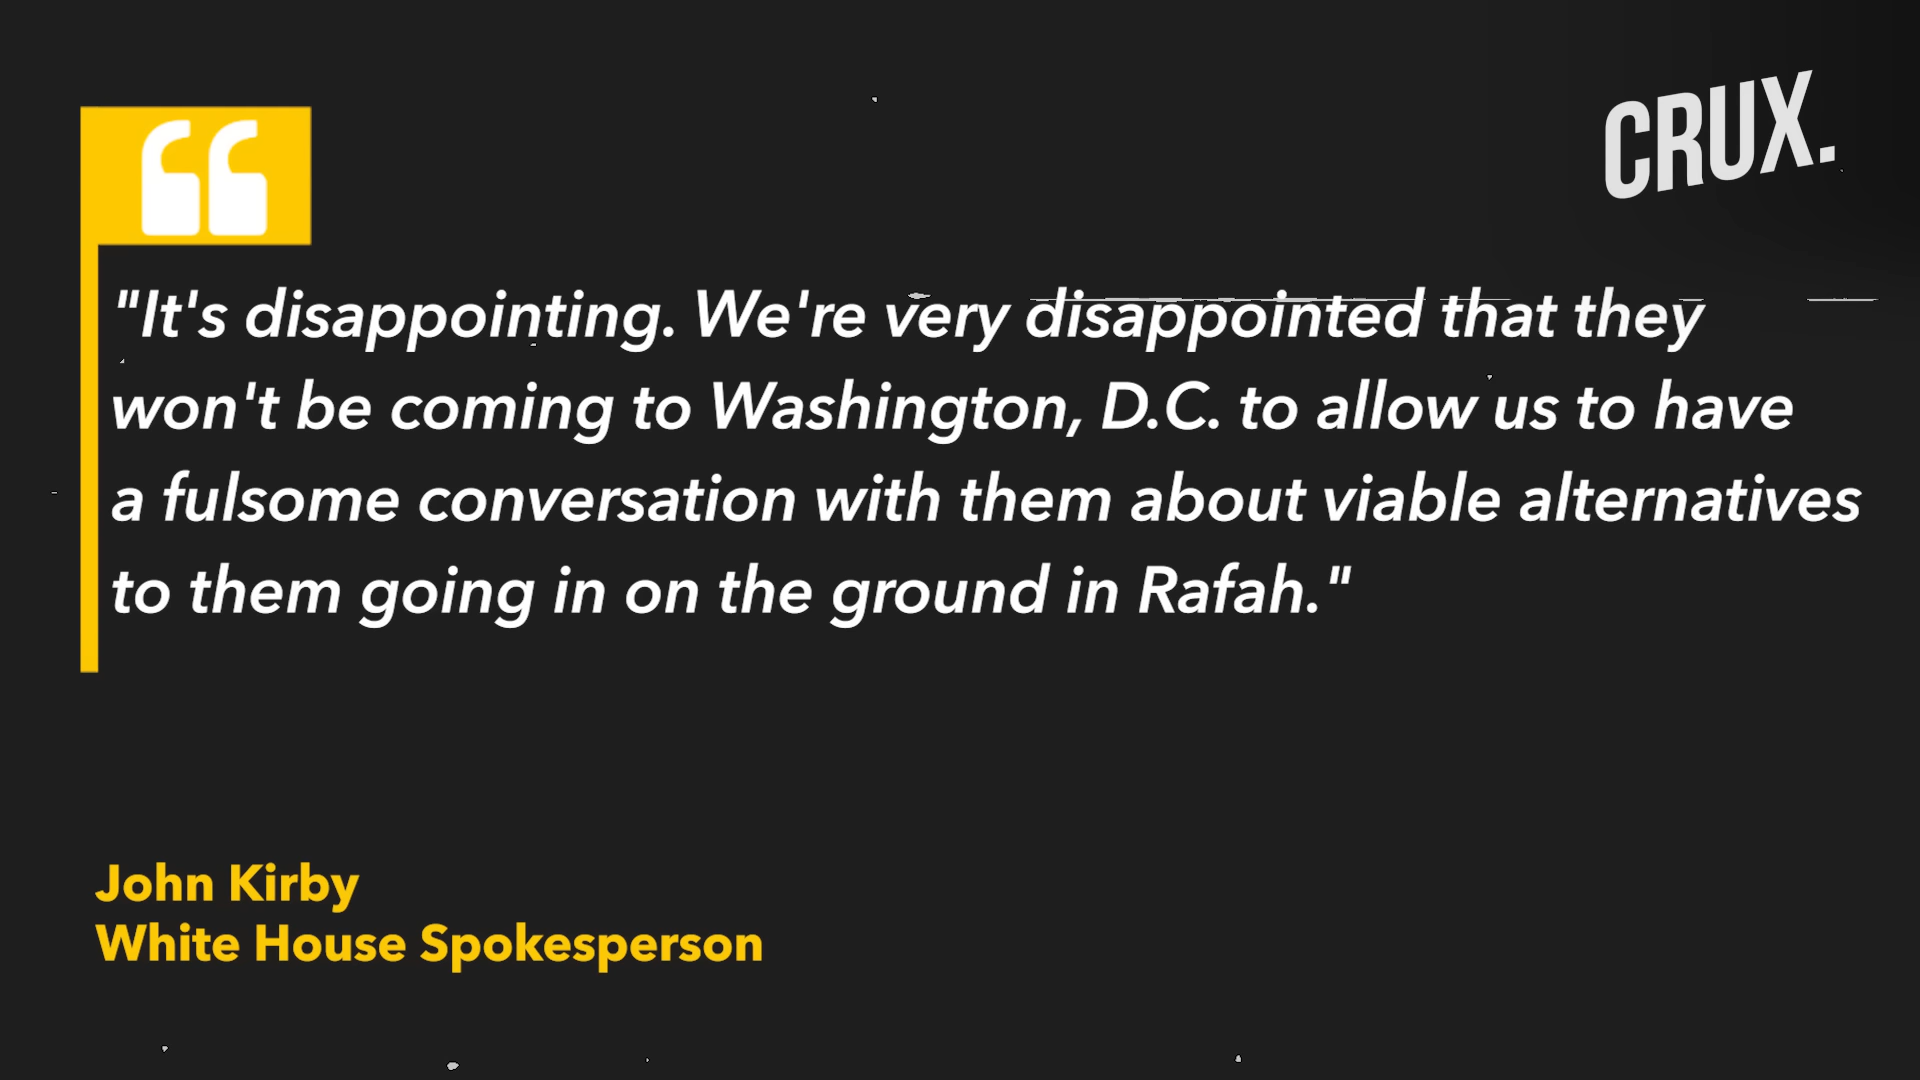 CRUX.
"It's disappointing. We're very disappointed that they
won't be coming to Washington, D.C. to allow us to have
a fulsome conversation with them about viable alternatives
to them going in on the ground in Rafah."
John Kirby
White House Spokesperson